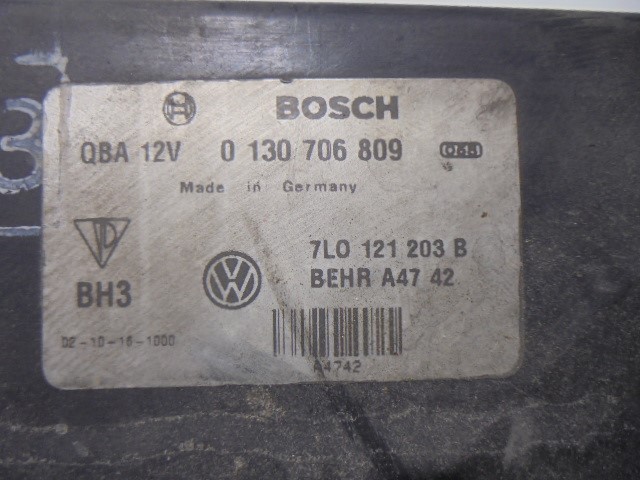 BOSCH
QBA 12V 0 130 706 809
Made in Germany
7L0 121 203 B
BH3 VW BEHR A47 42
02-10-16-1000
A4742